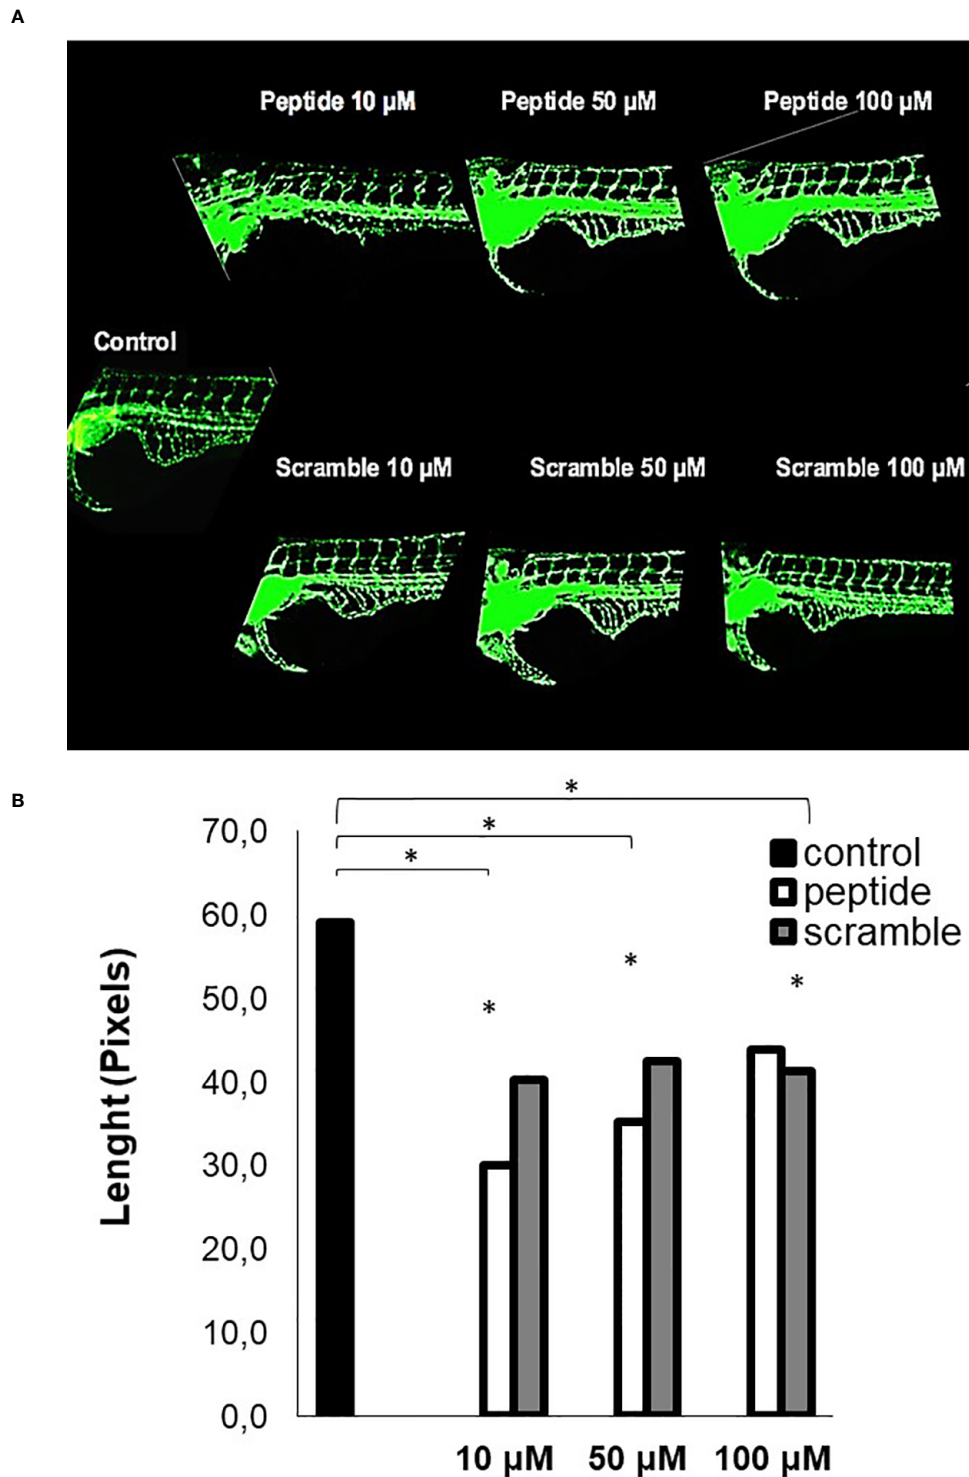 A
Peptide 10 µM Peptide 50 µM Peptide 100 µM
Control
Scramble 10 µM Scramble 50 µM Scramble 100 µM
B
*
*
*
70,0
60,0
50,0
40,0
30,0
20,0
10,0
0,0
Lenght (Pixels)
control
peptide
scramble
*
*
*
10 µM 50 µM 100 µM